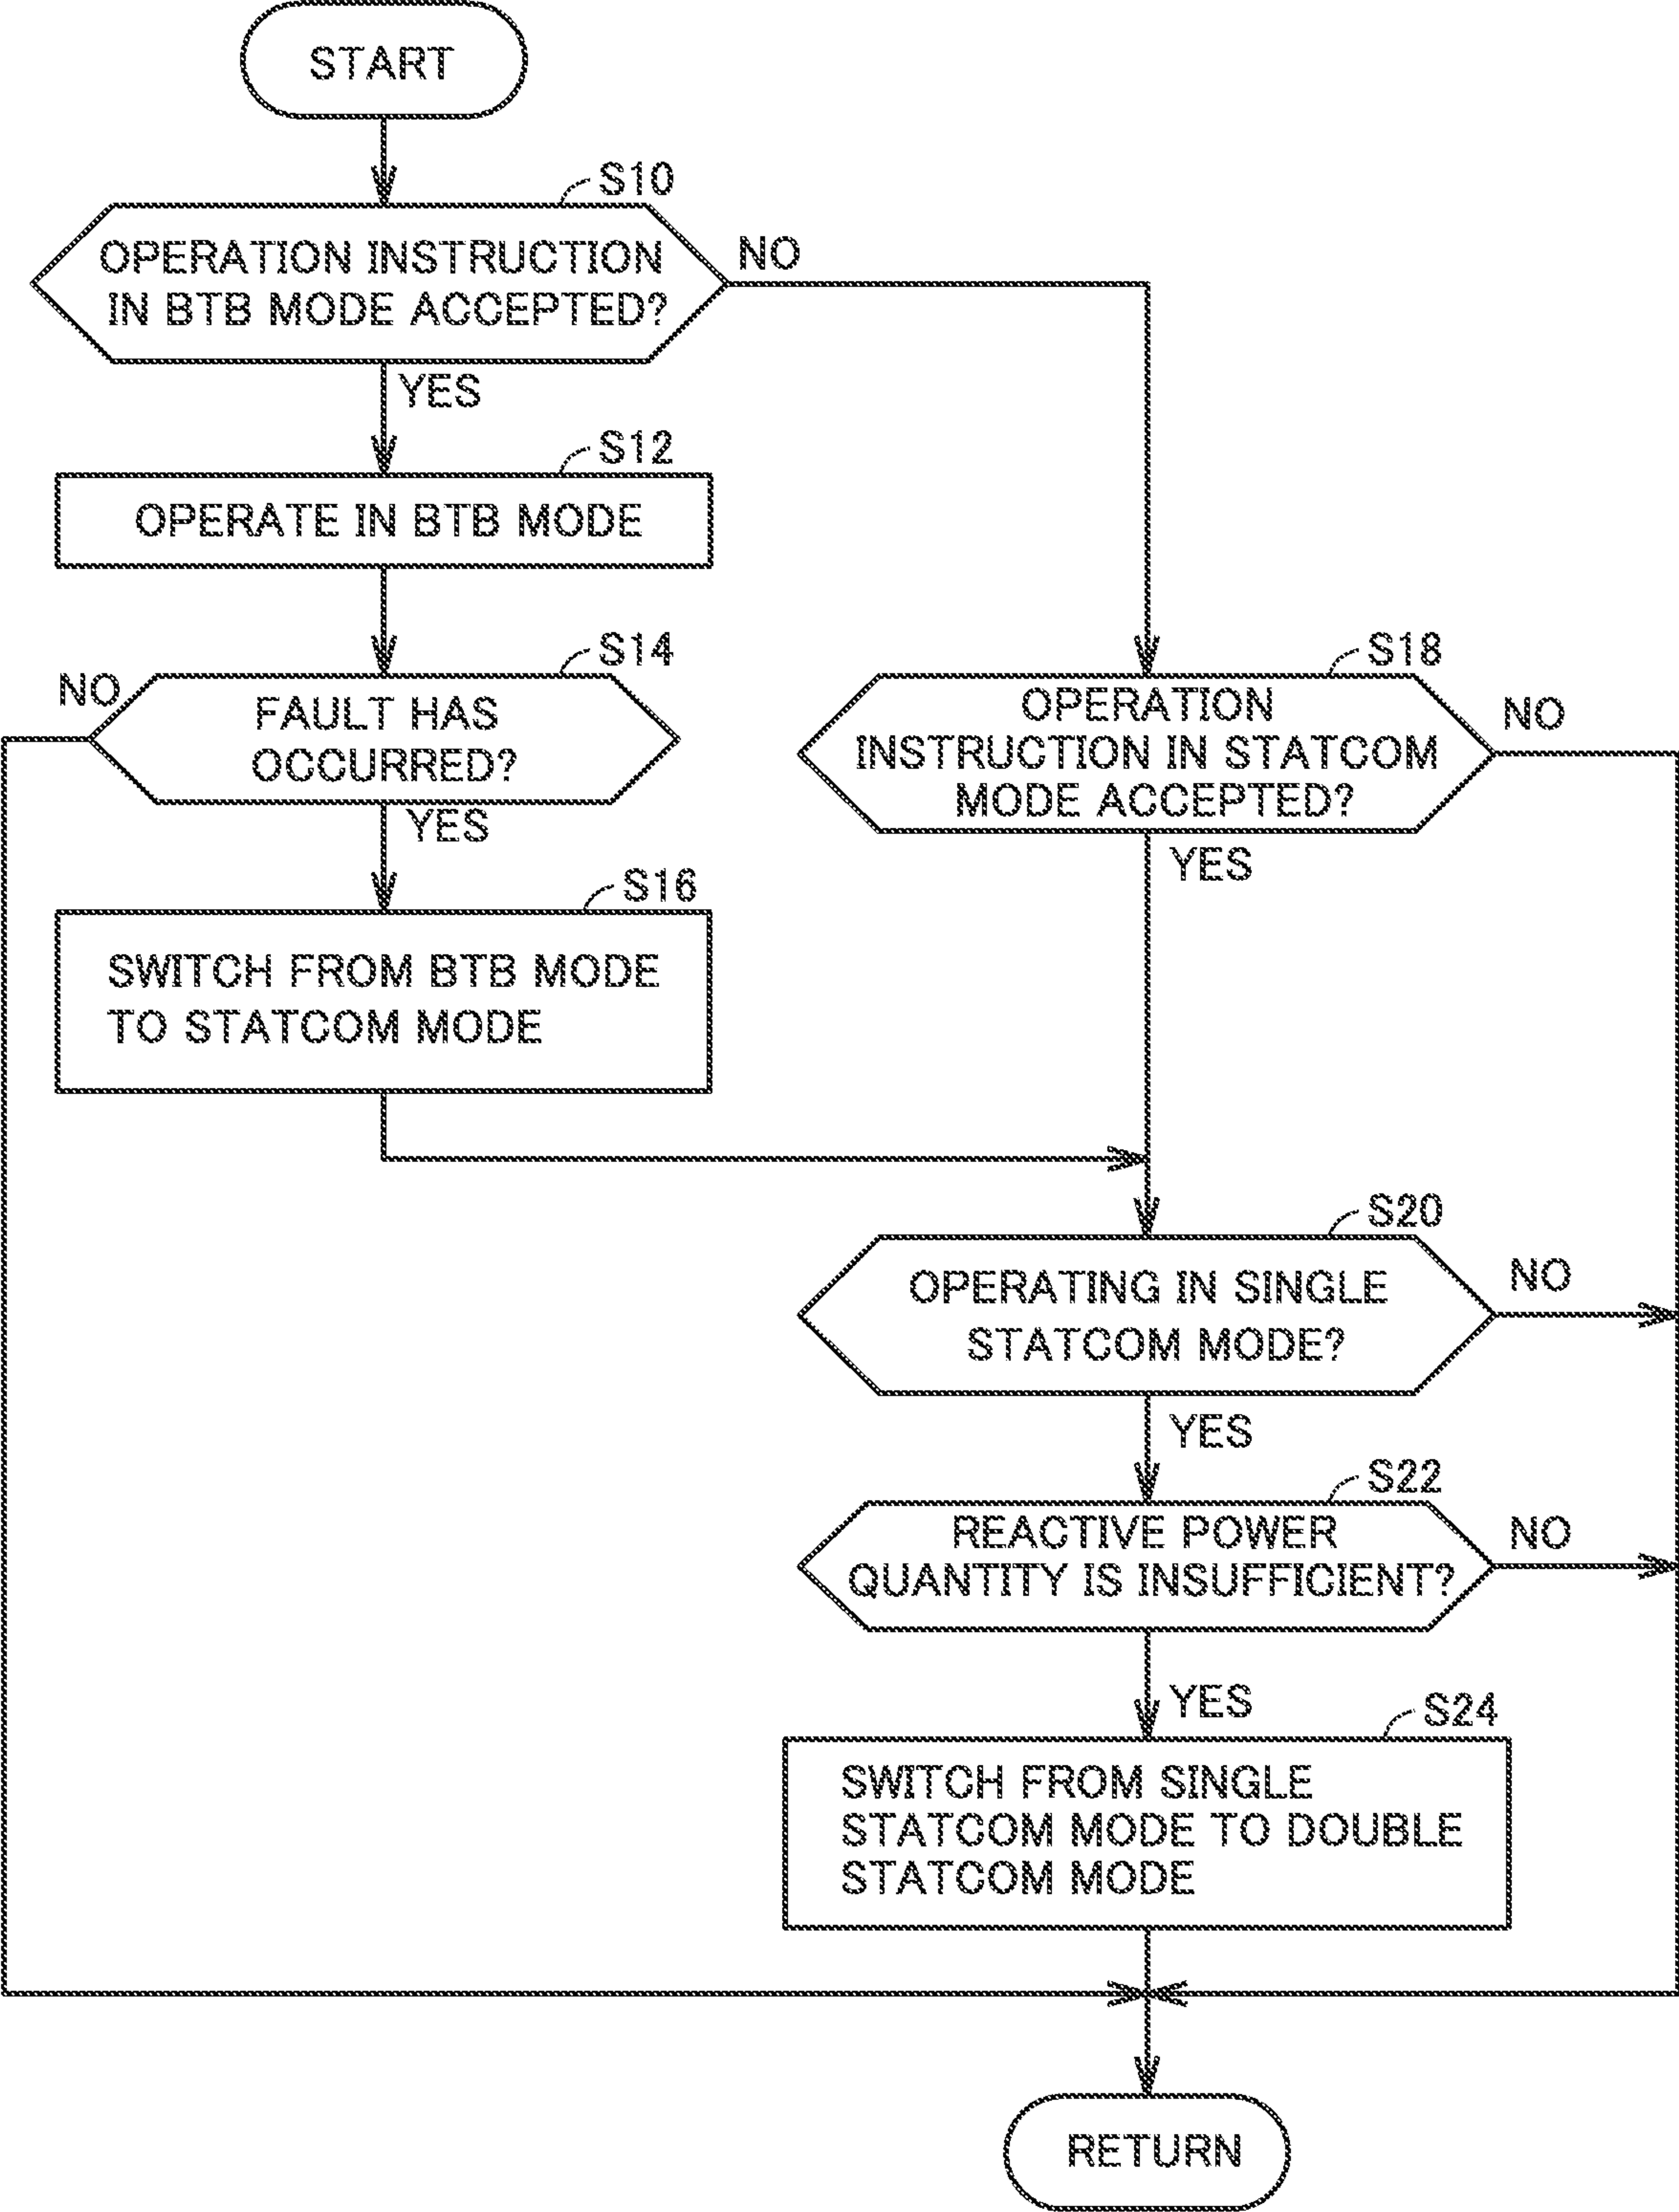 START
S10
OPERATION INSTRUCTION
IN BTB MODE ACCEPTED?
NO
YES
S12
OPERATE IN BTB MODE
S14
NO
FAULT HAS
OCCURRED?
YES
S16
SWITCH FROM BTB MODE
TO STATCOM MODE
S18
OPERATION
INSTRUCTION IN STATCOM
MODE ACCEPTED?
NO
YES
S20
OPERATING IN SINGLE
STATCOM MODE?
NO
YES
S22
REACTIVE POWER
QUANTITY IS INSUFFICIENT?
NO
YES
S24
SWITCH FROM SINGLE
STATCOM MODE TO DOUBLE
STATCOM MODE
RETURN